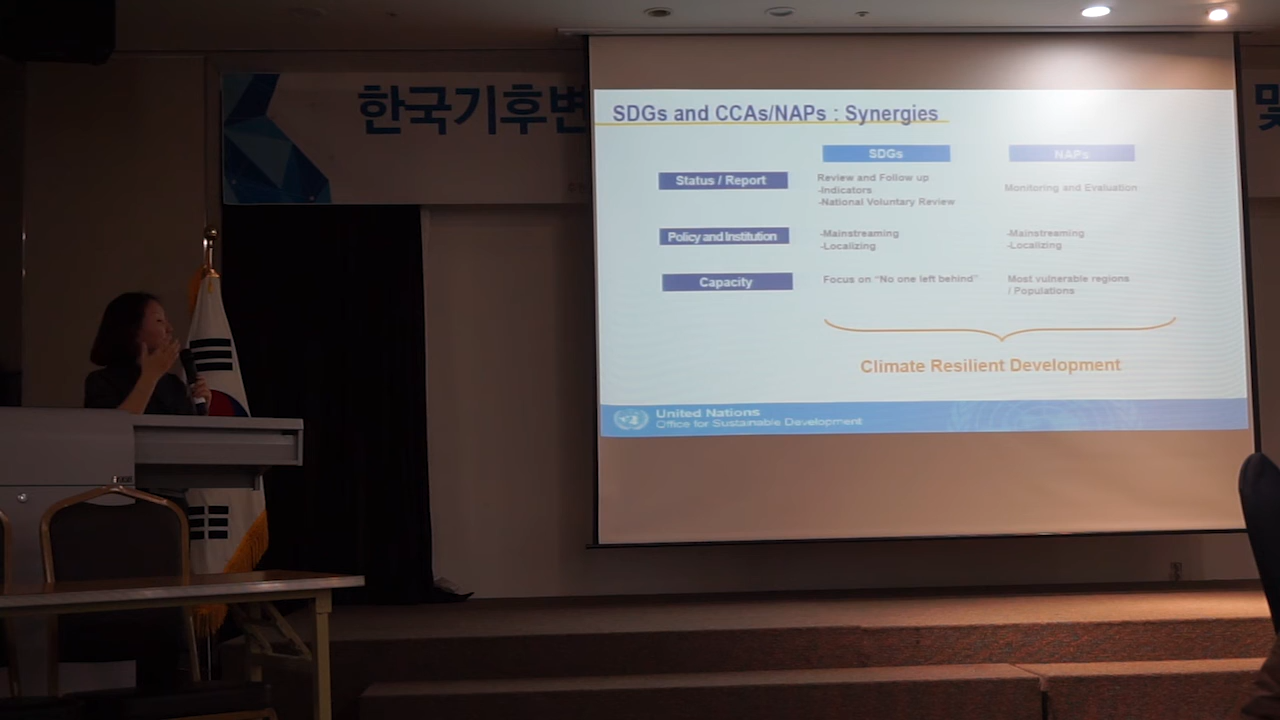 한국기후변
및
SDGs and CCAs/NAPs : Synergies
SDGs
NAPs
Status / Report
Review and Follow up
-Indicators
-National Voluntary Review
Monitoring and Evaluation
Policy and Institution
-Mainstreaming
-Localizing
-Mainstreaming
-Localizing
Capacity
Focus on “No one left behind”
Most vulnerable regions
/ Populations
Climate Resilient Development
United Nations
Office for Sustainable Development